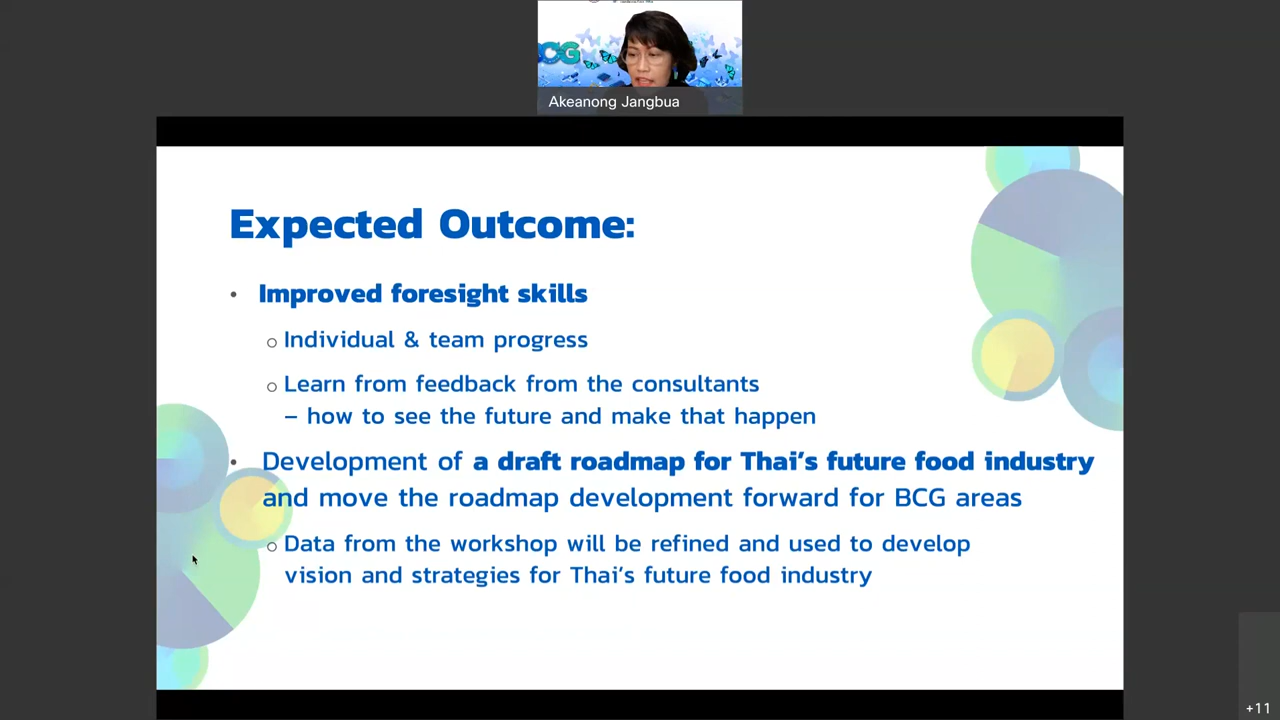 CG
Akeanong Jangbua
Expected Outcome:
• Improved foresight skills
o Individual & team progress
o Learn from feedback from the consultants
– how to see the future and make that happen
• Development of a draft roadmap for Thai's future food industry
and move the roadmap development forward for BCG areas
o Data from the workshop will be refined and used to develop
vision and strategies for Thai's future food industry
+11